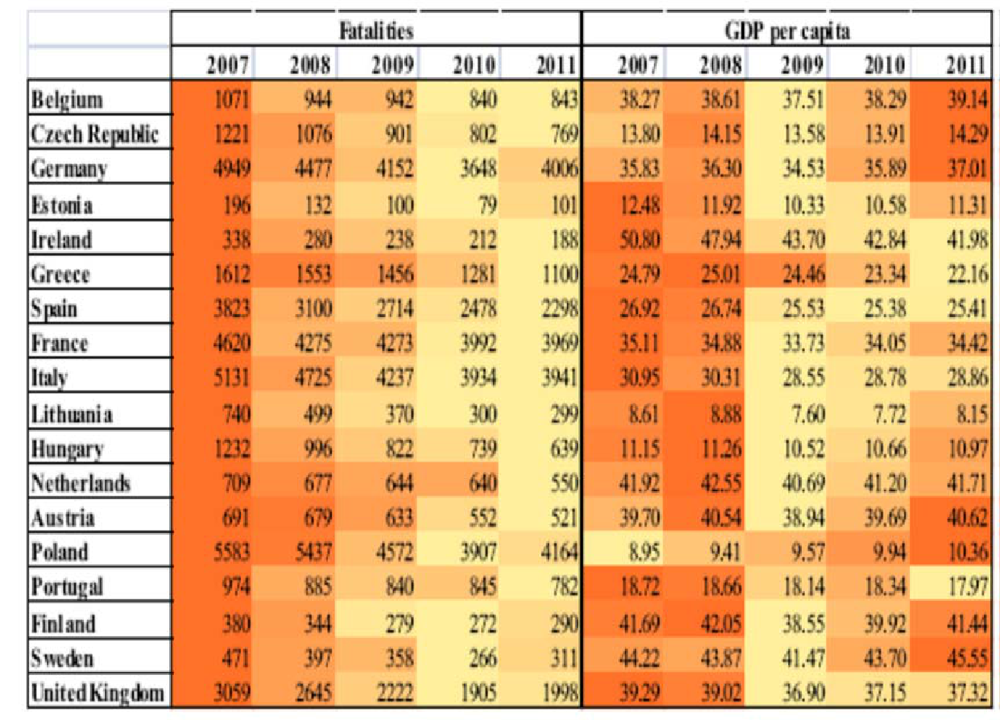 Fatalities GDP per capita
2007 2008 2009 2010 2011 2007 2008 2009 2010 2011
Belgium 1071 944 942 840 843 38.27 38.61 37.51 38.29 39.14
Czech Republic 1221 1076 901 802 769 13.80 14.15 13.58 13.91 14.29
Germany 4949 4477 4152 3648 4006 35.83 36.30 34.53 35.89 37.01
Estonia 196 132 100 79 101 12.48 11.92 10.33 10.58 11.31
Ireland 338 280 238 212 188 50.80 47.94 43.70 42.84 41.98
Greece 1612 1553 1456 1281 1100 24.79 25.01 24.46 23.34 22.16
Spain 3823 3100 2714 2478 2298 26.92 26.74 25.53 25.38 25.41
France 4620 4275 4273 3992 3969 35.11 34.88 33.73 34.05 34.42
Italy 5131 4725 4237 3934 3941 30.95 30.31 28.55 28.78 28.86
Lithuania 740 499 370 300 299 8.61 8.88 7.60 7.72 8.15
Hungary 1232 996 822 739 639 11.15 11.26 10.52 10.66 10.97
Netherlands 709 677 644 640 550 41.92 42.55 40.69 41.20 41.71
Austria 691 679 633 552 521 39.70 40.54 38.94 39.69 40.62
Poland 5583 5437 4572 3907 4164 8.95 9.41 9.57 9.94 10.36
Portugal 974 885 840 845 782 18.72 18.66 18.14 18.34 17.97
Finland 380 344 279 272 290 41.69 42.05 38.55 39.92 41.44
Sweden 471 397 358 266 311 44.22 43.87 41.47 43.70 45.55
United Kingdom 3059 2645 2222 1905 1998 39.29 39.02 36.90 37.15 37.32